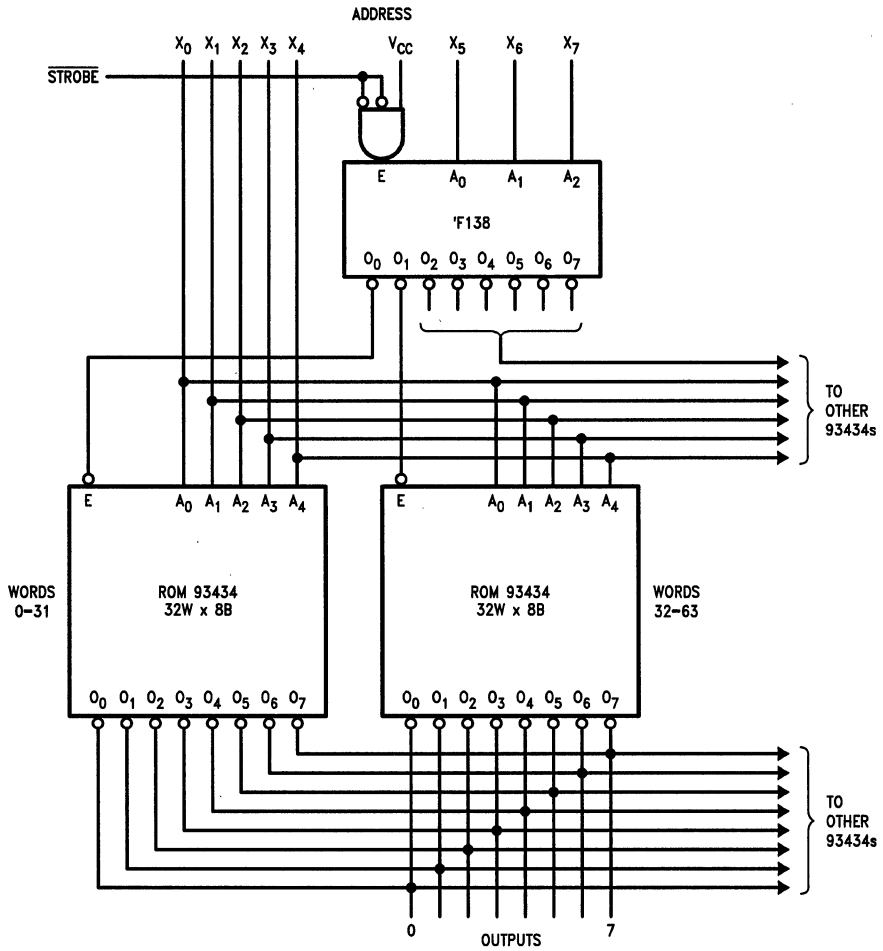 ADDRESS
X0 X1 X2 X3 X4 VCC X5 X6 X7
STROBE
E A0 A1 A2
'F138
O0 O1 O2 O3 O4 O5 O6 O7
TO
OTHER
93434s
E A0 A1 A2 A3 A4
E A0 A1 A2 A3 A4
WORDS
0-31
ROM 93434
32W x 8B
ROM 93434
32W x 8B
WORDS
32-63
O0 O1 O2 O3 O4 O5 O6 O7
O0 O1 O2 O3 O4 O5 O6 O7
TO
OTHER
93434s
0 7
OUTPUTS